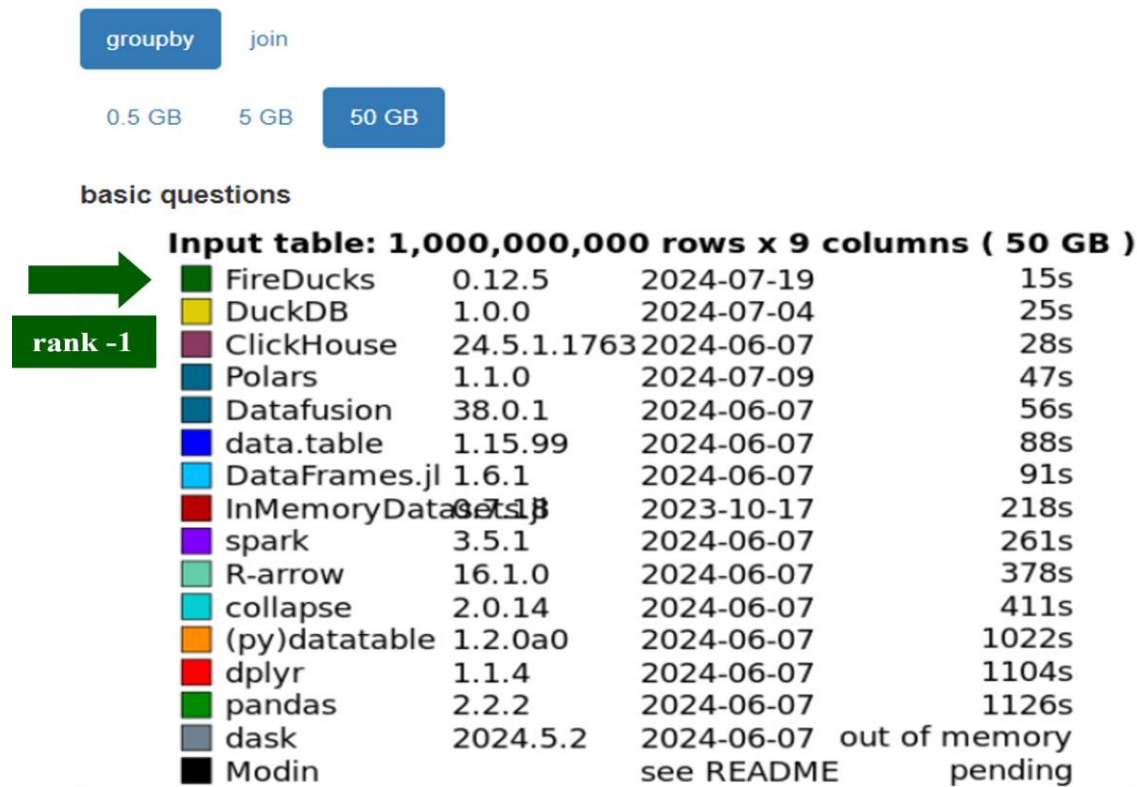 groupby join
0.5 GB 5 GB 50 GB
basic questions
Input table: 1,000,000,000 rows x 9 columns ( 50 GB )
FireDucks 0.12.5 2024-07-19 15s
DuckDB 1.0.0 2024-07-04 25s
rank -1
ClickHouse 24.5.1.1763 2024-06-07 28s
Polars 1.1.0 2024-07-09 47s
Datafusion 38.0.1 2024-06-07 56s
data.table 1.15.99 2024-06-07 88s
DataFrames.jl 1.6.1 2024-06-07 91s
InMemoryDatasets.jl 0.7.18 2023-10-17 218s
spark 3.5.1 2024-06-07 261s
R-arrow 16.1.0 2024-06-07 378s
collapse 2.0.14 2024-06-07 411s
(py)datatable 1.2.0a0 2024-06-07 1022s
dplyr 1.1.4 2024-06-07 1104s
pandas 2.2.2 2024-06-07 1126s
dask 2024.5.2 2024-06-07 out of memory
Modin see README pending